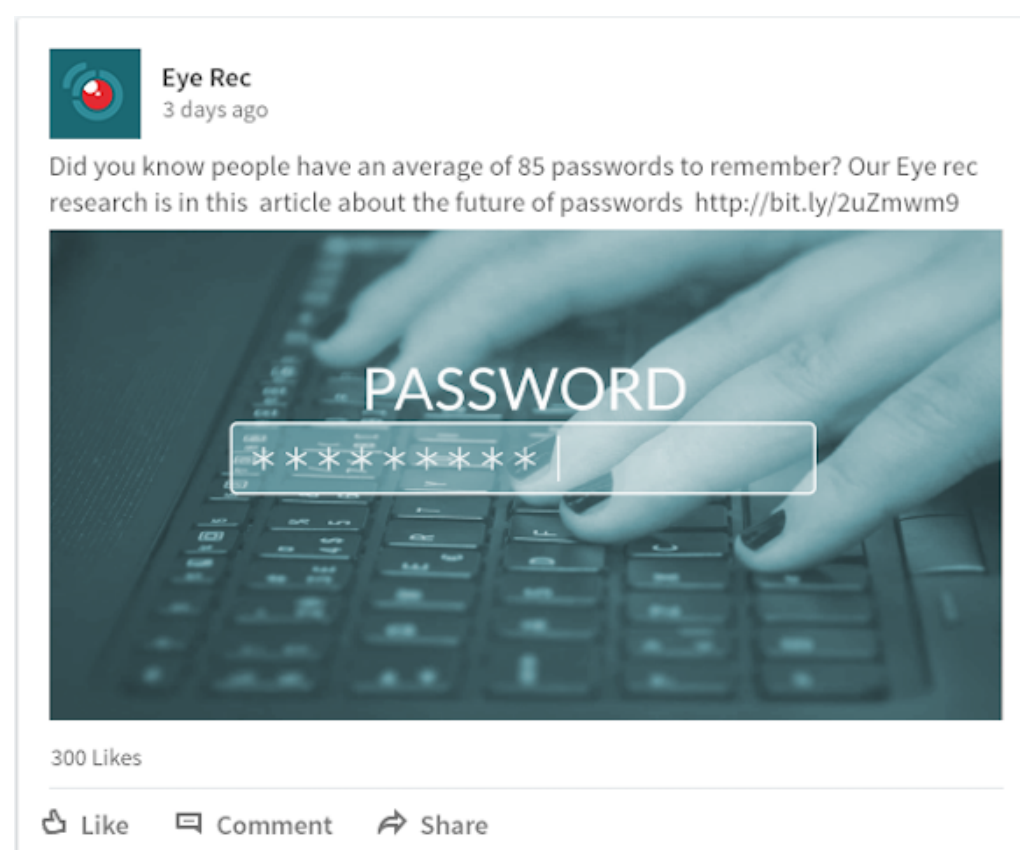 Eye Rec
3 days ago
Did you know people have an average of 85 passwords to remember? Our Eye rec
research is in this  article about the future of passwords  http://bit.ly/2uZmwm9
PASSWORD
*********
300 Likes
Like Comment Share